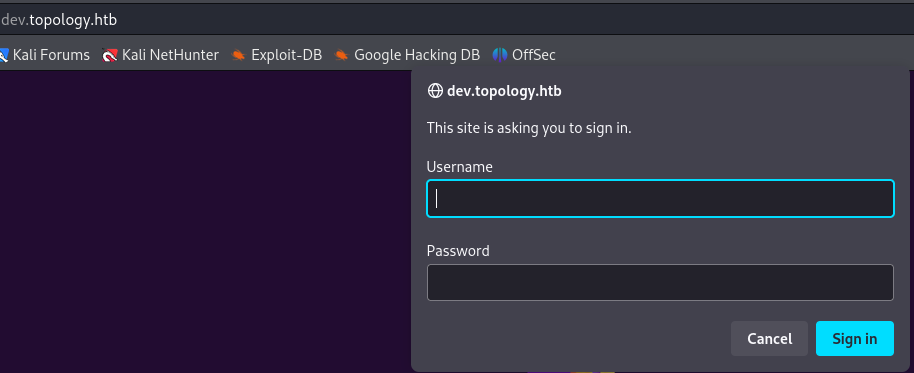 dev.topology.htb
Kali Forums Kali NetHunter Exploit-DB Google Hacking DB OffSec
dev.topology.htb
This site is asking you to sign in.
Username
Password
Cancel Sign in